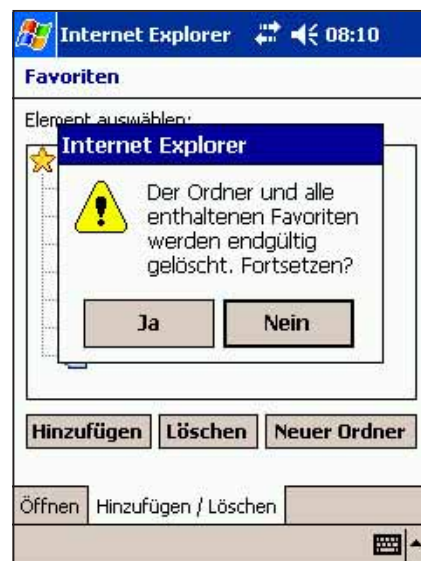 Internet Explorer 08:10
Favoriten
Element auswählen:
Internet Explorer
Der Ordner und alle
enthaltenen Favoriten
werden endgültig
gelöscht. Fortsetzen?
Ja Nein
Hinzufügen Löschen Neuer Ordner
Öffnen Hinzufügen / Löschen